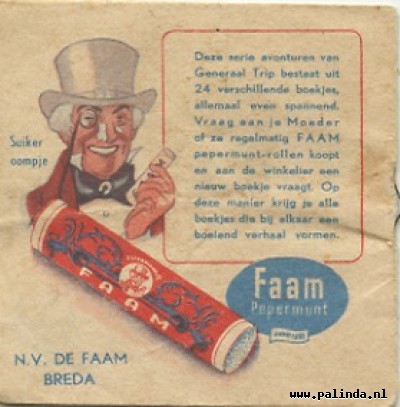 Deze serie avonturen van
Generaal Trip bestaat uit
24 verschillende boekjes,
allemaal even spannend.
Vraag aan je Moeder
of ze regelmatig FAAM
pepermunt-rollen koopt
en aan de winkelier een
nieuw boekje vraagt. Op
deze manier krijg je alle
boekjes die bij elkaar een
boeiend verhaal vormen.
Suiker
oompje
FAAM
Faam
Pepermunt
N.V. DE FAAM
BREDA
www.palinda.nl